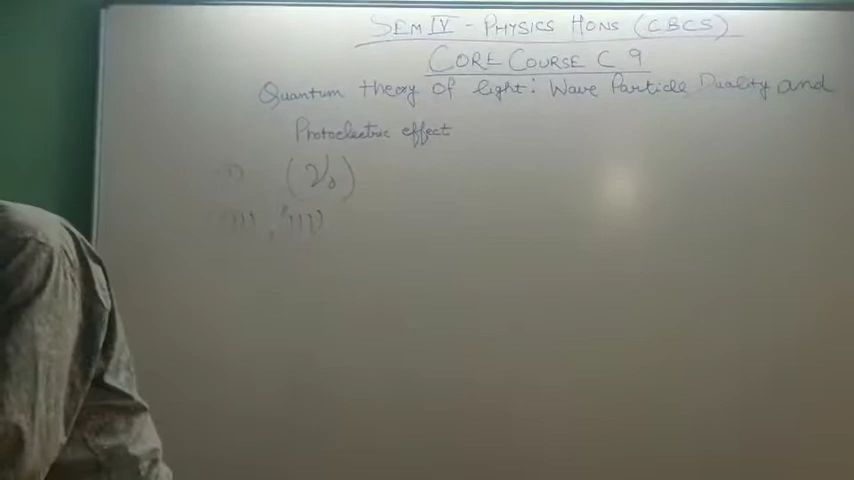 SEM IV - PHYSICS HONS (CBCS)
CORE COURSE C 9
Quantum theory of light: Wave Particle Duality and
Photoelectric effect
(ν₀)